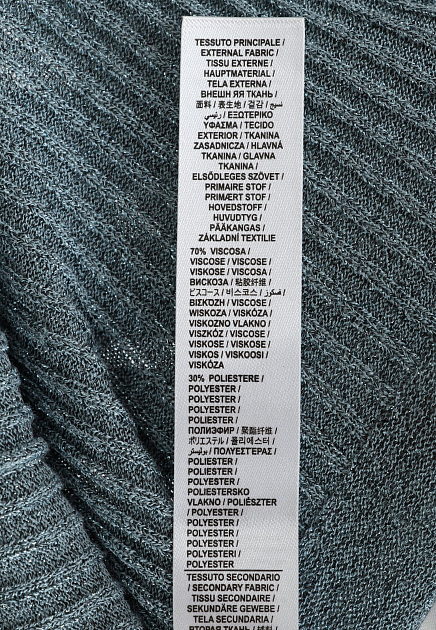 TESSUTO PRINCIPALE /
EXTERNAL FABRIC /
TISSU EXTERNE /
HAUPTMATERIAL /
TELA EXTERNA /
ВНЕШН ЯЯ ТКАНЬ /
面料 / 表生地 / 겉감 / نسيج
رئيسي / ΕΞΩΤΕΡΙΚΟ
ΥΦΑΣΜΑ / TECIDO
EXTERIOR / TKANINA
ZASADNICZA / HLAVNÁ
TKANINA / GLAVNA
TKANINA /
ELSŐDLEGES SZÖVET /
PRIMAIRE STOF /
PRIMÆRT STOF /
HOVEDSTOFF /
HUVUDTYG /
PÄÄKANGAS /
ZÁKLADNÍ TEXTILIE
70% VISCOSA /
VISCOSE / VISCOSE /
VISKOSE / VISCOSA /
ВИСКОЗА / 粘胶纤维 /
ビスコース / 비스코스 / فسكوز /
ΒΙΣΚΟΖΗ / VISCOSE /
WISKOZA / VISKÓZA /
VISKOZNO VLAKNO /
VISZKÓZ / VISCOSE /
VISKOSE / VISKOSE /
VISKOS / VISKOOSI /
VISKÓZA
30% POLIESTERE /
POLYESTER /
POLYESTER /
POLYESTER /
POLIESTER /
ПОЛИЭФИР / 聚酯纤维 /
ポリエステル / 폴리에스터 /
بوليستر / ΠΟΛΥΕΣΤΕΡΑΣ /
POLIESTER /
POLIESTER /
POLYESTER /
POLIESTERSKO
VLAKNO / POLIÉSZTER
/ POLYESTER /
POLYESTER /
POLYESTER /
POLYESTER /
POLYESTERI /
POLYESTER
TESSUTO SECONDARIO
/ SECONDARY FABRIC /
TISSU SECONDAIRE /
SEKUNDÄRE GEWEBE /
TELA SECUNDARIA /
ВТОРАЯ ТКАНЬ /